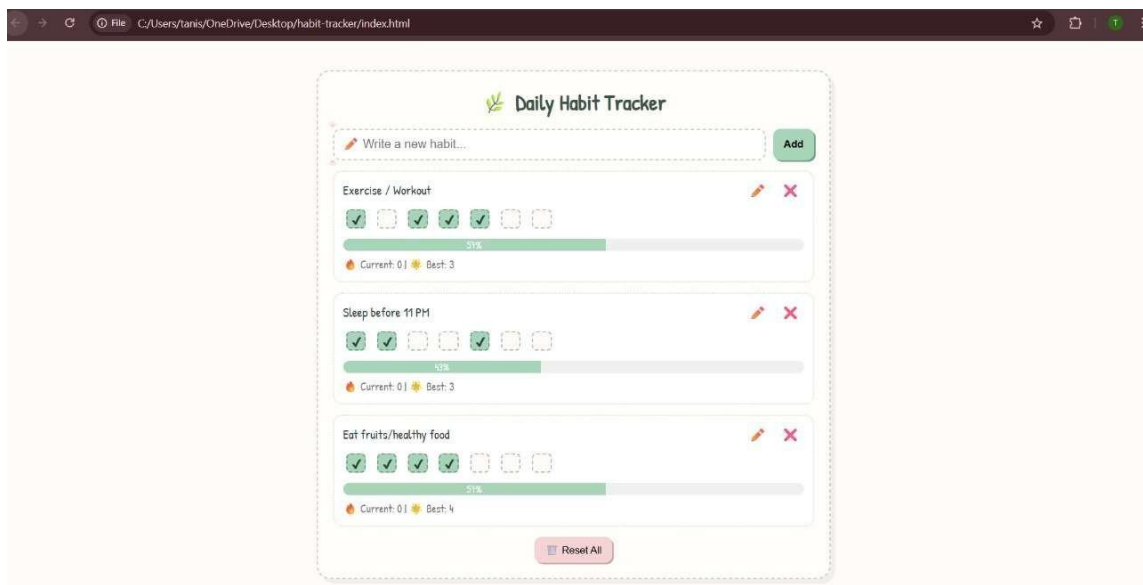 File C:/Users/tanis/OneDrive/Desktop/habit-tracker/index.html
T
Daily Habit Tracker
Write a new habit...
Add
Exercise / Workout
57%
Current: 0 | Best: 3
Sleep before 11 PM
43%
Current: 0 | Best: 3
Eat fruits/healthy food
57%
Current: 0 | Best: 4
Reset All